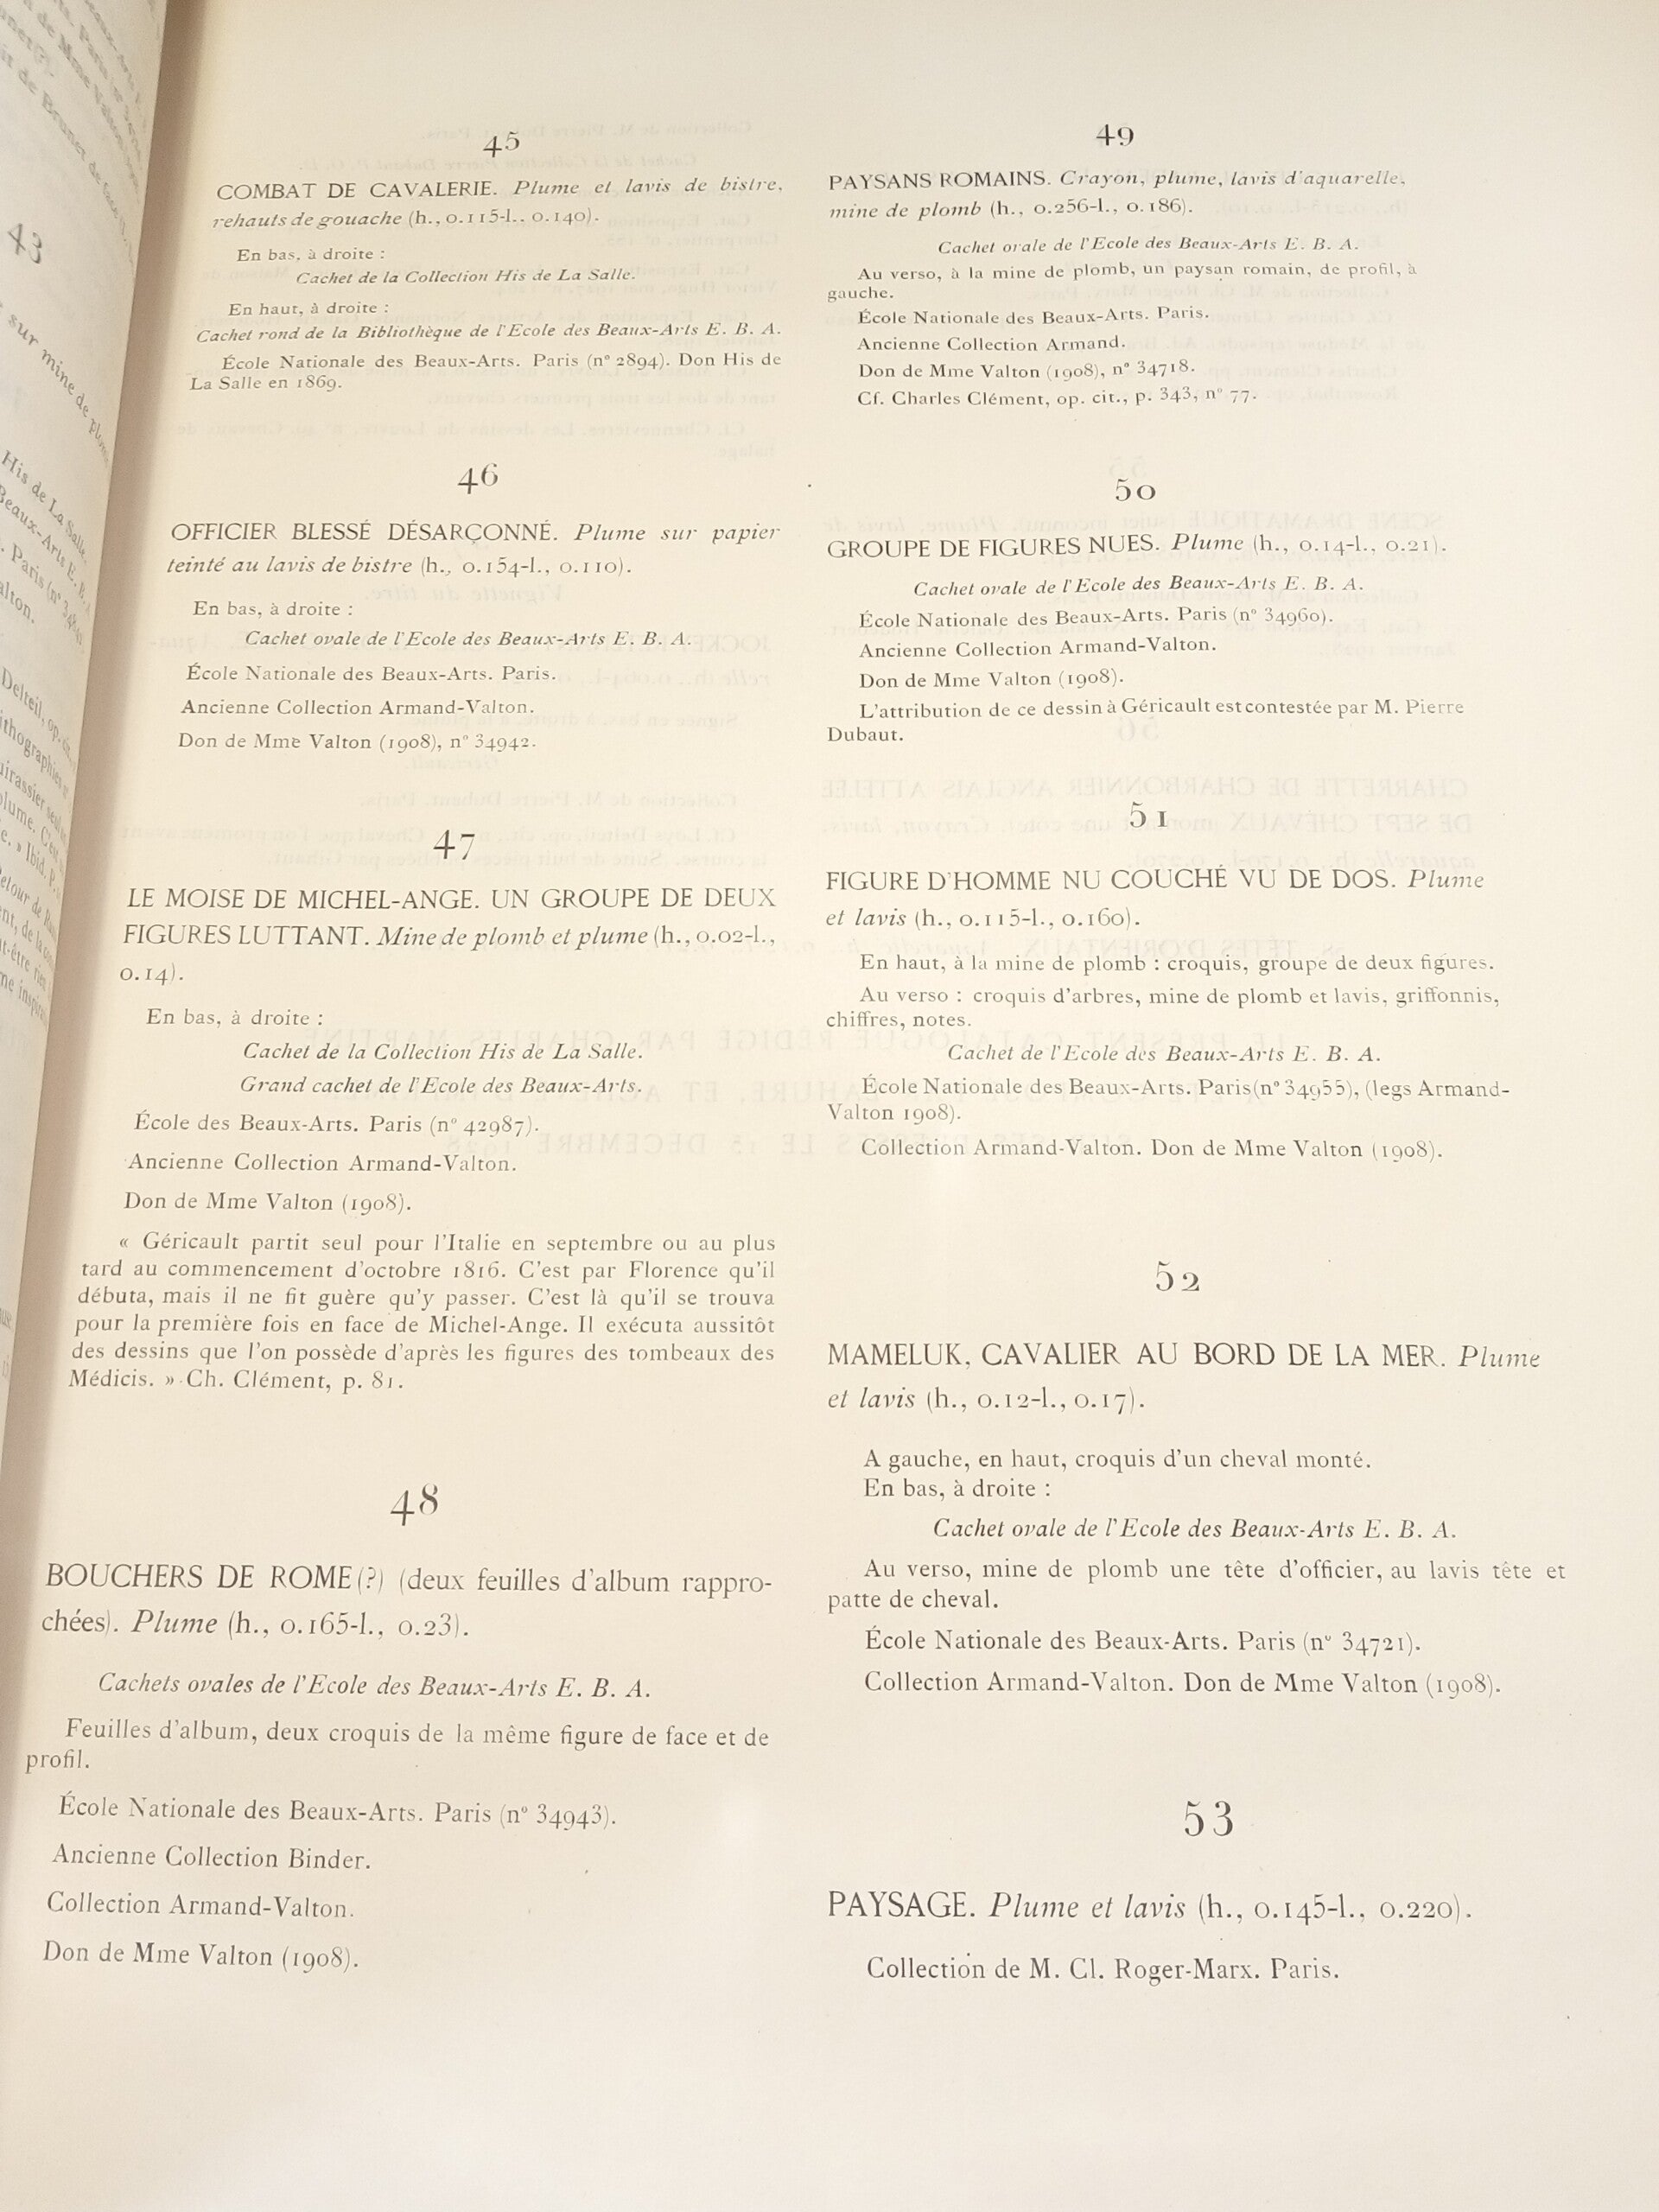 43
sur mine de
His de La Salle.
Beaux-Arts E. B. A.
Paris (nº
Delteil, op. cit.
45
COMBAT DE CAVALERIE. Plume et lavis de bistre,
rehauts de gouache (h., 0.115-l.. 0.140).
En bas, à droite :
Cachet de la Collection His de La Salle.
En haut, à droite :
Cachet rond de la Bibliothèque de l'Ecole des Beaux-Arts E. B. A.
École Nationale des Beaux-Arts. Paris (nº 2894). Don His de
La Salle en 1869.
46
OFFICIER BLESSÉ DÉSARÇONNÉ. Plume sur papier
teinté au lavis de bistre (h., 0.154-l., 0.110).
En bas, à droite :
Cachet ovale de l'Ecole des Beaux-Arts E. B. A.
École Nationale des Beaux-Arts. Paris.
Ancienne Collection Armand-Valton.
Don de Mme Valton (1908), nº 34942.
47
LE MOISE DE MICHEL-ANGE. UN GROUPE DE DEUX
FIGURES LUTTANT. Mine de plomb et plume (h., 0.02-l.,
0.14).
En bas, à droite :
Cachet de la Collection His de La Salle.
Grand cachet de l'Ecole des Beaux-Arts.
École des Beaux-Arts. Paris (nº 42987).
Ancienne Collection Armand-Valton.
Don de Mme Valton (1908).
« Géricault partit seul pour l'Italie en septembre ou au plus
tard au commencement d'octobre 1816. C'est par Florence qu'il
débuta, mais il ne fit guère qu'y passer. C'est là qu'il se trouva
pour la première fois en face de Michel-Ange. Il exécuta aussitôt
des dessins que l'on possède d'après les figures des tombeaux des
Médicis. » Ch. Clément, p. 81.
48
BOUCHERS DE ROME (?) (deux feuilles d'album rappro-
chées). Plume (h., 0.165-l., 0.23).
Cachets ovales de l'Ecole des Beaux-Arts E. B. A.
Feuilles d'album, deux croquis de la même figure de face et de
profil.
École Nationale des Beaux-Arts. Paris (nº 34943).
Ancienne Collection Binder.
Collection Armand-Valton.
Don de Mme Valton (1908).
49
PAYSANS ROMAINS. Crayon, plume, lavis d'aquarelle,
mine de plomb (h., 0.256-l., 0.186).
Cachet orale de l'Ecole des Beaux-Arts E. B. A.
Au verso, à la mine de plomb, un paysan romain, de profil, à
gauche.
École Nationale des Beaux-Arts. Paris.
Ancienne Collection Armand.
Don de Mme Valton (1908), nº 34718.
Cf. Charles Clément, op. cit., p. 343, nº 77.
50
GROUPE DE FIGURES NUES. Plume (h., 0.14-l., 0.21).
Cachet ovale de l'Ecole des Beaux-Arts E. B. A.
École Nationale des Beaux-Arts. Paris (nº 34960).
Ancienne Collection Armand-Valton.
Don de Mme Valton (1908).
L'attribution de ce dessin à Géricault est contestée par M. Pierre
Dubaut.
51
FIGURE D'HOMME NU COUCHÉ VU DE DOS. Plume
et lavis (h., 0.115-l., 0.160).
En haut, à la mine de plomb : croquis, groupe de deux figures.
Au verso : croquis d'arbres, mine de plomb et lavis, griffonnis,
chiffres, notes.
Cachet de l'Ecole des Beaux-Arts E. B. A.
École Nationale des Beaux-Arts. Paris (nº 34955), (legs Armand-
Valton 1908).
Collection Armand-Valton. Don de Mme Valton (1908).
52
MAMELUK, CAVALIER AU BORD DE LA MER. Plume
et lavis (h., 0.12-l., 0.17).
A gauche, en haut, croquis d'un cheval monté.
En bas, à droite :
Cachet ovale de l'Ecole des Beaux-Arts E. B. A.
Au verso, mine de plomb une tête d'officier, au lavis tête et
patte de cheval.
École Nationale des Beaux-Arts. Paris (nº 34721).
Collection Armand-Valton. Don de Mme Valton (1908).
53
PAYSAGE. Plume et lavis (h., 0.145-l., 0.220).
Collection de M. Cl. Roger-Marx. Paris.